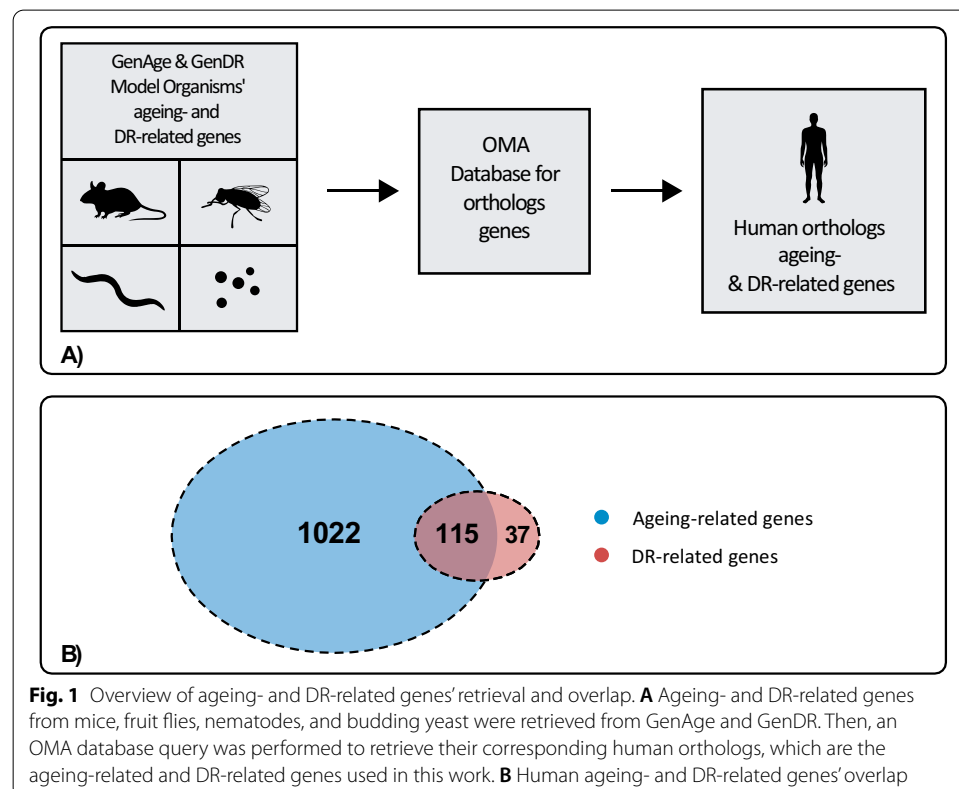 GenAge & GenDR
Model Organisms'
ageing- and
DR-related genes
OMA
Database for
orthologs
genes
Human orthologs
ageing-
& DR-related genes
A)
1022
115
37
Ageing-related genes
DR-related genes
B)
Fig. 1 Overview of ageing- and DR-related genes' retrieval and overlap. A Ageing- and DR-related genes
from mice, fruit flies, nematodes, and budding yeast were retrieved from GenAge and GenDR. Then, an
OMA database query was performed to retrieve their corresponding human orthologs, which are the
ageing-related and DR-related genes used in this work. B Human ageing- and DR-related genes' overlap